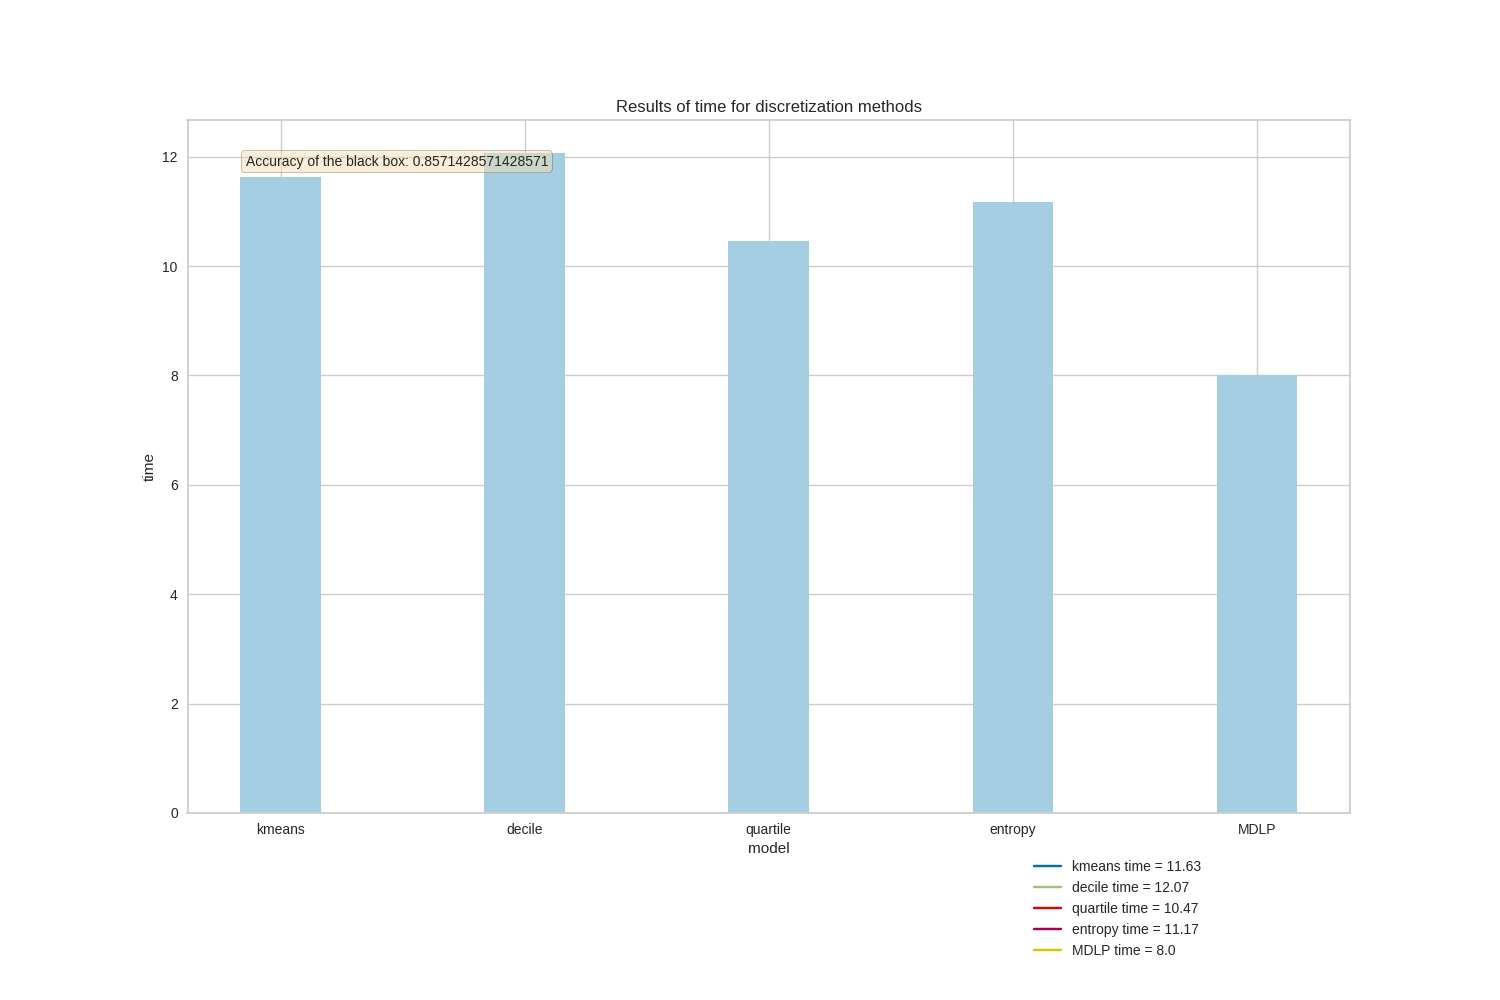 Results of time for discretization methods
Accuracy of the black box: 0.8571428571428571
12
10
8
6
4
2
0
time
kmeans decile quartile entropy MDLP
model
kmeans time = 11.63
decile time = 12.07
quartile time = 10.47
entropy time = 11.17
MDLP time = 8.0